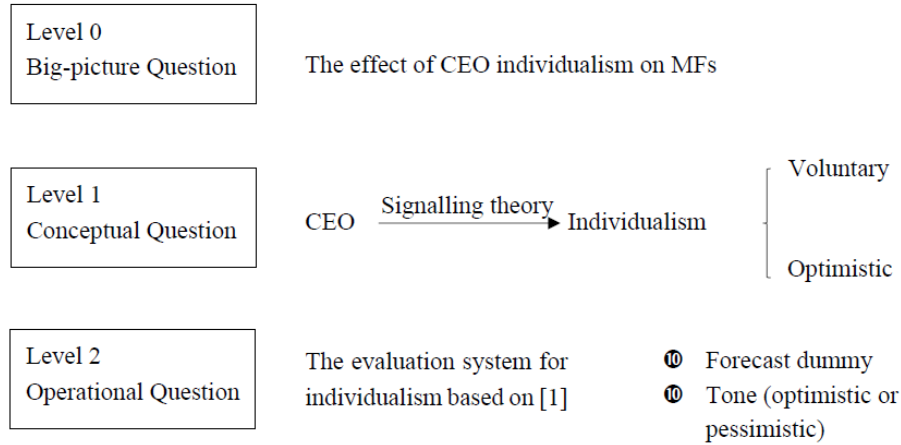 Level 0
Big-picture Question
The effect of CEO individualism on MFs
Level 1
Conceptual Question
CEO
Signalling theory
Individualism
Voluntary
Optimistic
Level 2
Operational Question
The evaluation system for
individualism based on [1]
❿ Forecast dummy
❿ Tone (optimistic or
pessimistic)